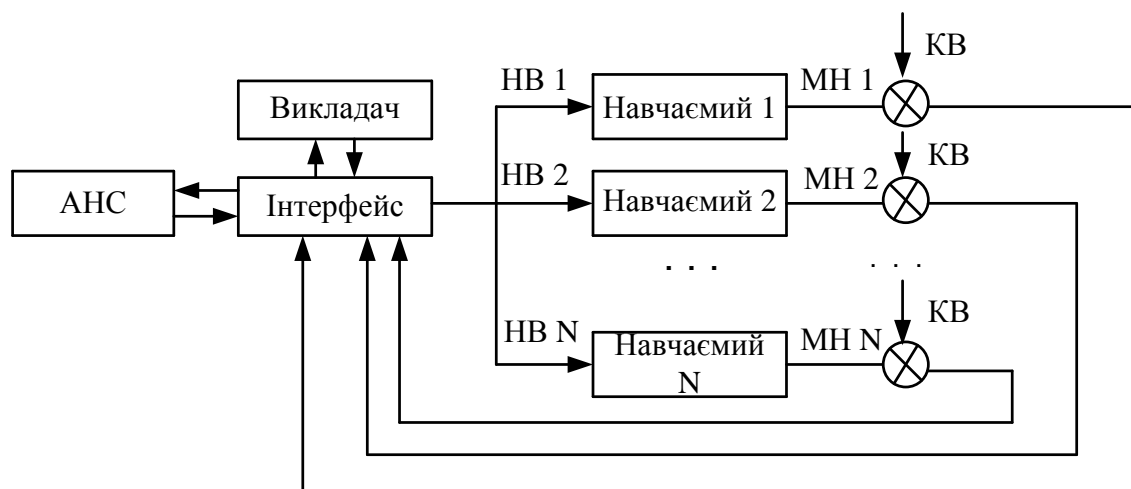 КВ
НВ 1
Навчаємий 1
МН 1
Викладач
КВ
НВ 2
МН 2
АНС
Інтерфейс
Навчаємий 2
. . .
. . .
КВ
НВ N
Навчаємий
N
МН N